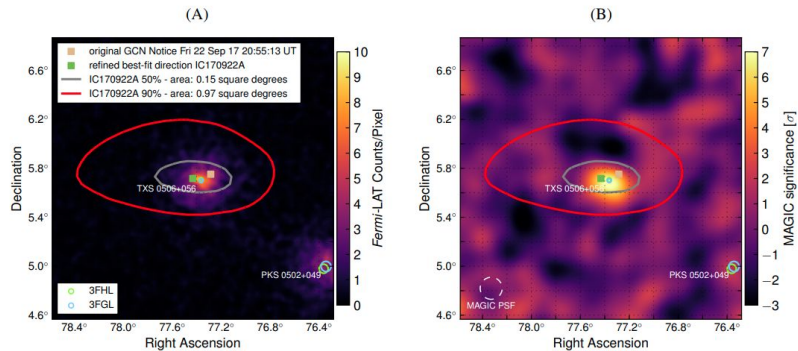 (A)
(B)
original GCN Notice Fri 22 Sep 17 20:55:13 UT
refined best-fit direction IC170922A
IC170922A 50% - area: 0.15 square degrees
IC170922A 90% - area: 0.97 square degrees
6.6°
6.2°
5.8°
5.4°
5.0°
4.6°
Declination
TXS 0506+056
PKS 0502+049
3FHL
3FGL
78.4° 78.0° 77.6° 77.2° 76.8° 76.4°
Right Ascension
10
9
8
7
6
5
4
3
2
1
0
Fermi-LAT Counts/Pixel
6.6°
6.2°
5.8°
5.4°
5.0°
4.6°
Declination
TXS 0506+056
PKS 0502+049
MAGIC PSF
78.4° 78.0° 77.6° 77.2° 76.8° 76.4°
Right Ascension
7
6
5
4
3
2
1
0
−1
−2
−3
MAGIC significance [σ]